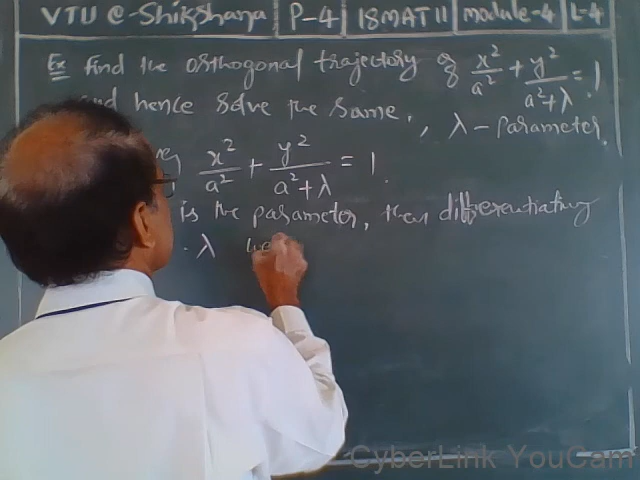 VTU e-Shikshana P-4 18MAT11 module-4 L-4
Ex Find the orthogonal trajectory of x²/a² + y²/(a²+λ) = 1
and hence solve the same. , λ - parameter.
x²/a² + y²/(a²+λ) = 1
is the parameter, then differentiating
. λ we
CyberLink YouCam